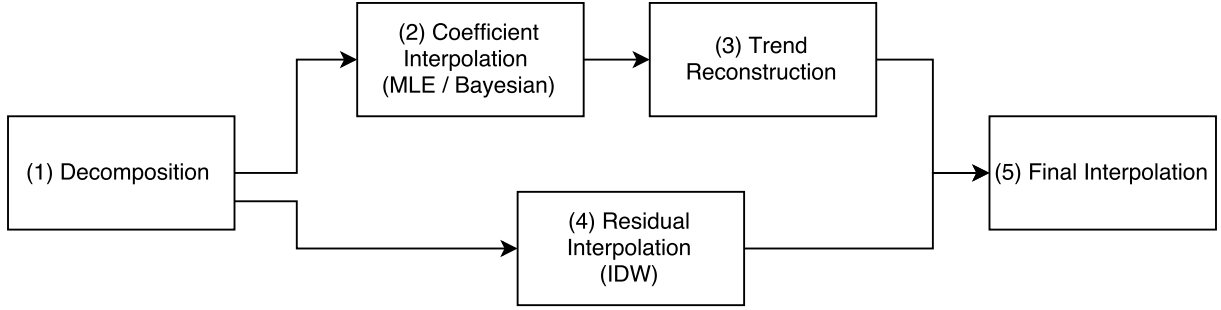 (1) Decomposition
(2) Coefficient
Interpolation
(MLE / Bayesian)
(3) Trend
Reconstruction
(4) Residual
Interpolation
(IDW)
(5) Final Interpolation